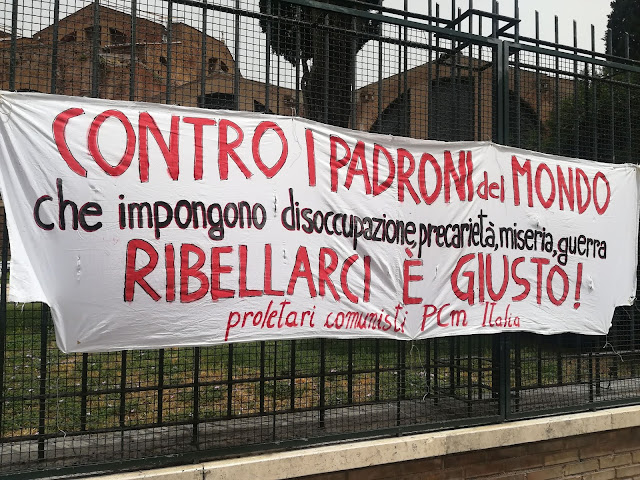 CONTRO I PADRONI del MONDO
che impongono disoccupazione, precarietà, miseria, guerra
RIBELLARCI È GIUSTO!
proletari comunisti PCm Italia